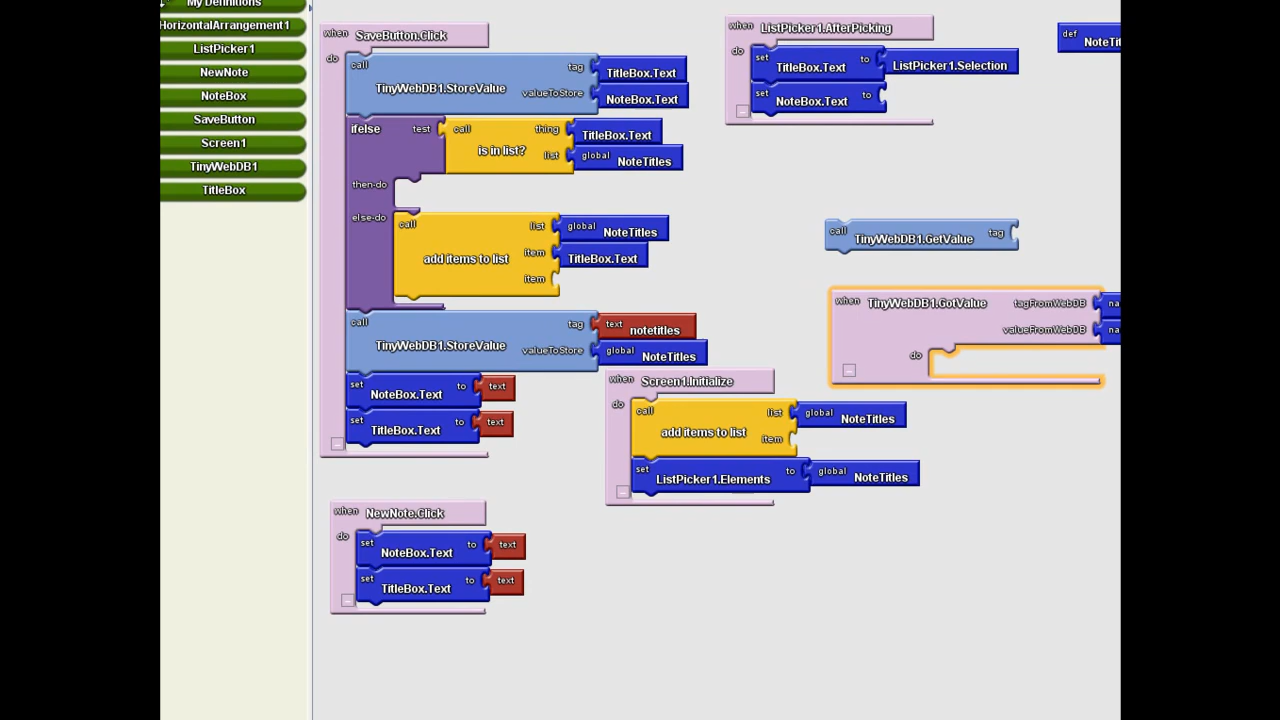 My Definitions
HorizontalArrangement1
ListPicker1
NewNote
NoteBox
SaveButton
Screen1
TinyWebDB1
TitleBox
when SaveButton.Click
do
call TinyWebDB1.StoreValue
tag TitleBox.Text
valueToStore NoteBox.Text
ifelse test
call is in list?
thing TitleBox.Text
list global NoteTitles
then-do
else-do
call add items to list
list global NoteTitles
item TitleBox.Text
item
call TinyWebDB1.StoreValue
tag text notetitles
valueToStore global NoteTitles
set NoteBox.Text to text
set TitleBox.Text to text
when NewNote.Click
do
set NoteBox.Text to text
set TitleBox.Text to text
when Screen1.Initialize
do
call add items to list
list global NoteTitles
item
set ListPicker1.Elements to global NoteTitles
when ListPicker1.AfterPicking
do
set TitleBox.Text to ListPicker1.Selection
set NoteBox.Text to
def
call TinyWebDB1.GetValue tag
when TinyWebDB1.GotValue
tagFromWebDB
valueFromWebDB
do